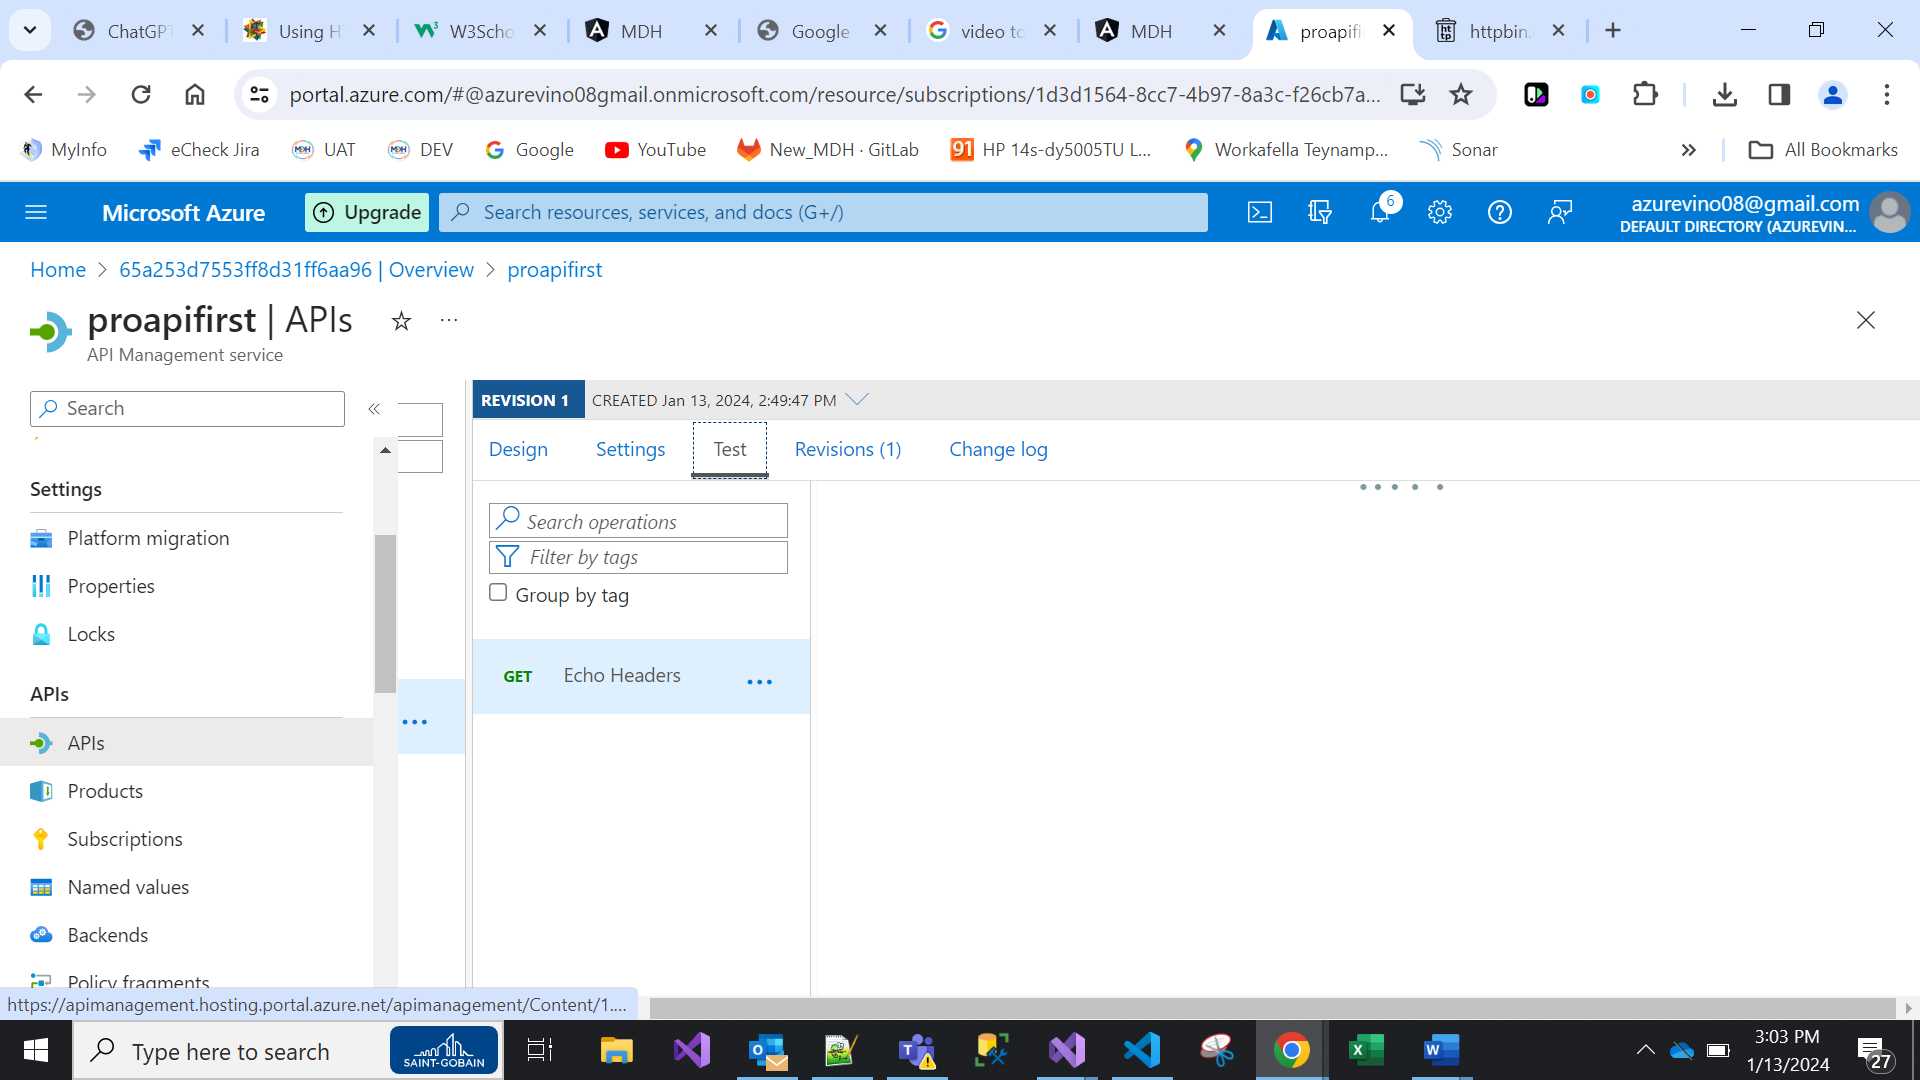 ChatGPT
Using H
W3Scho
MDH
Google
video to
MDH
proapifi
httpbin.
portal.azure.com/#@azurevino08gmail.onmicrosoft.com/resource/subscriptions/1d3d1564-8cc7-4b97-8a3c-f26cb7a...
MyInfo
eCheck Jira
UAT
DEV
Google
YouTube
New_MDH · GitLab
HP 14s-dy5005TU L...
Workafella Teynamp...
Sonar
All Bookmarks
Microsoft Azure
Upgrade
Search resources, services, and docs (G+/)
6
azurevino08@gmail.com
DEFAULT DIRECTORY (AZUREVIN...
Home > 65a253d7553ff8d31ff6aa96 | Overview > proapifirst
proapifirst | APIs
API Management service
Search
Settings
Platform migration
Properties
Locks
APIs
APIs
Products
Subscriptions
Named values
Backends
Policy fragments
REVISION 1
CREATED Jan 13, 2024, 2:49:47 PM
Design
Settings
Test
Revisions (1)
Change log
Search operations
Filter by tags
Group by tag
GET
Echo Headers
https://apimanagement.hosting.portal.azure.net/apimanagement/Content/1....
Type here to search
SAINT-GOBAIN
3:03 PM
1/13/2024
27